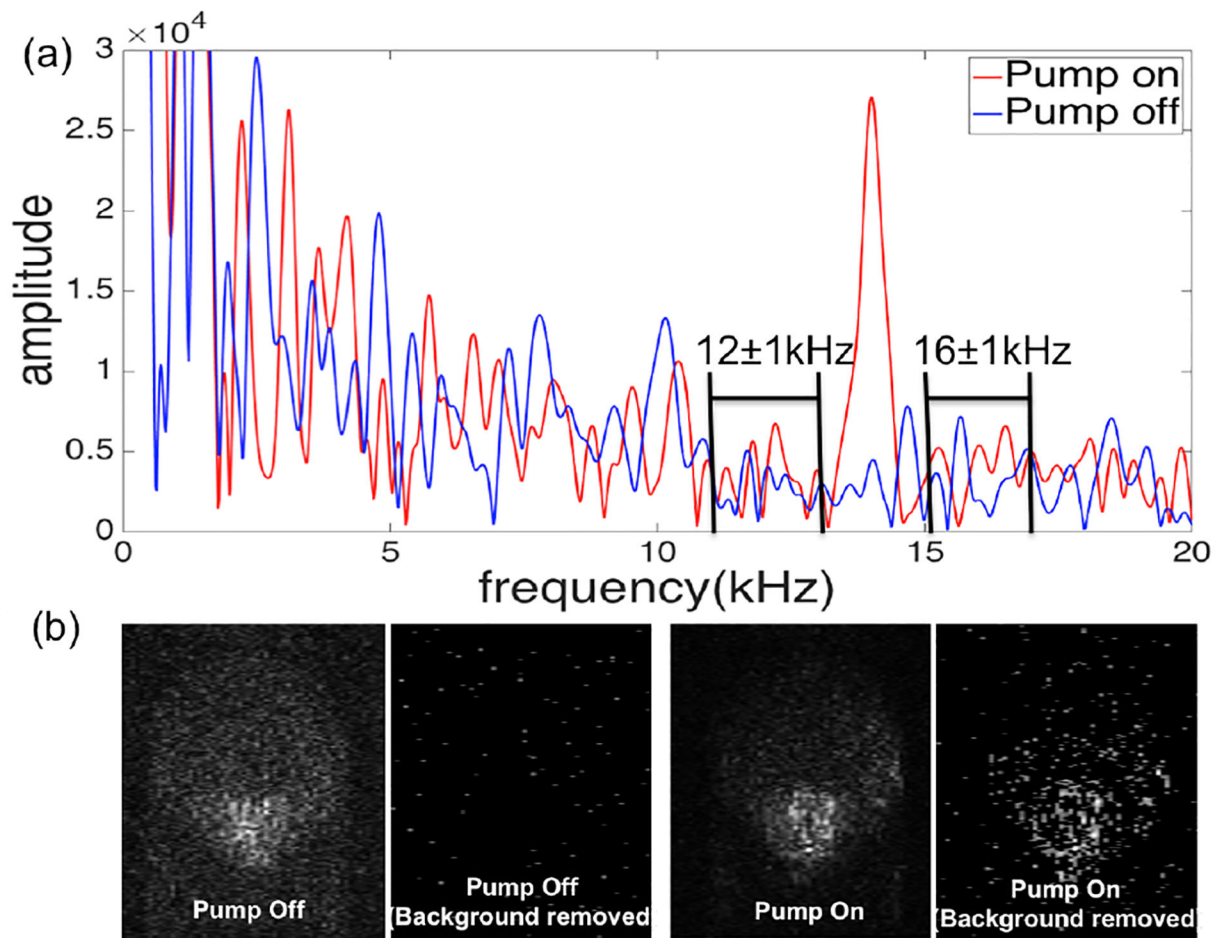 (a)
×10⁴
3
2.5
2
1.5
1
0.5
0
amplitude
Pump on
Pump off
12±1kHz
16±1kHz
0 5 10 15 20
frequency(kHz)
(b)
Pump Off
Pump Off
(Background removed)
Pump On
Pump On
(Background removed)